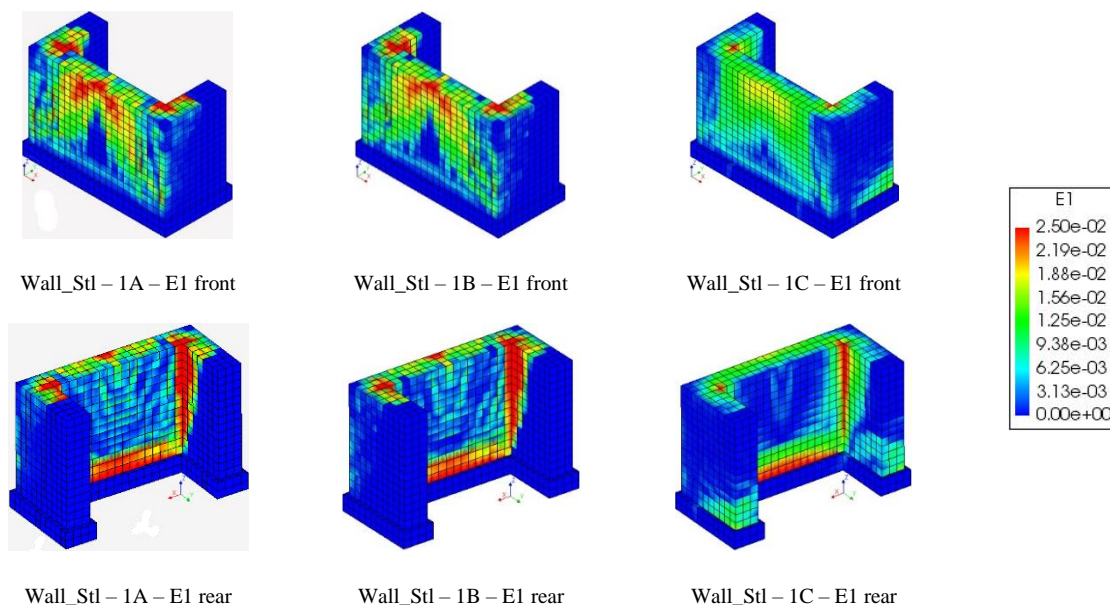 Wall_Stl – 1A – E1 front
Wall_Stl – 1B – E1 front
Wall_Stl – 1C – E1 front
E1
2.50e-02
2.19e-02
1.88e-02
1.56e-02
1.25e-02
9.38e-03
6.25e-03
3.13e-03
0.00e+00
Wall_Stl – 1A – E1 rear
Wall_Stl – 1B – E1 rear
Wall_Stl – 1C – E1 rear